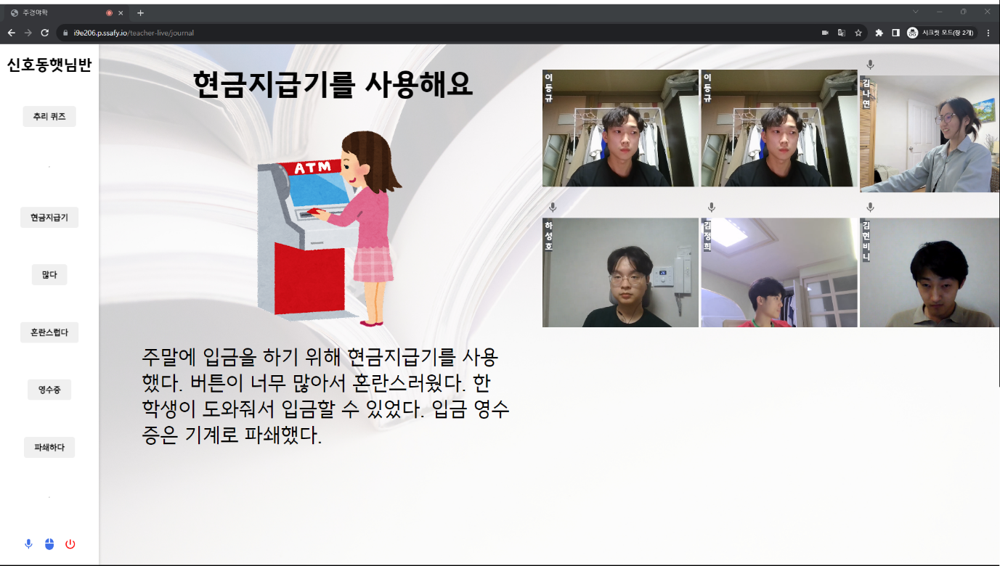 주경야학
i9e206.p.ssafy.io/teacher-live/journal
시크릿 모드(창 2개)
신호동햇님반
추리 퀴즈
현금지급기
많다
혼란스럽다
영수증
파쇄하다
현금지급기를 사용해요
ATM
주말에 입금을 하기 위해 현금지급기를 사용
했다. 버튼이 너무 많아서 혼란스러웠다. 한
학생이 도와줘서 입금할 수 있었다. 입금 영수
증은 기계로 파쇄했다.
이동규
이동규
김나연
하성호
김정희
김현비니